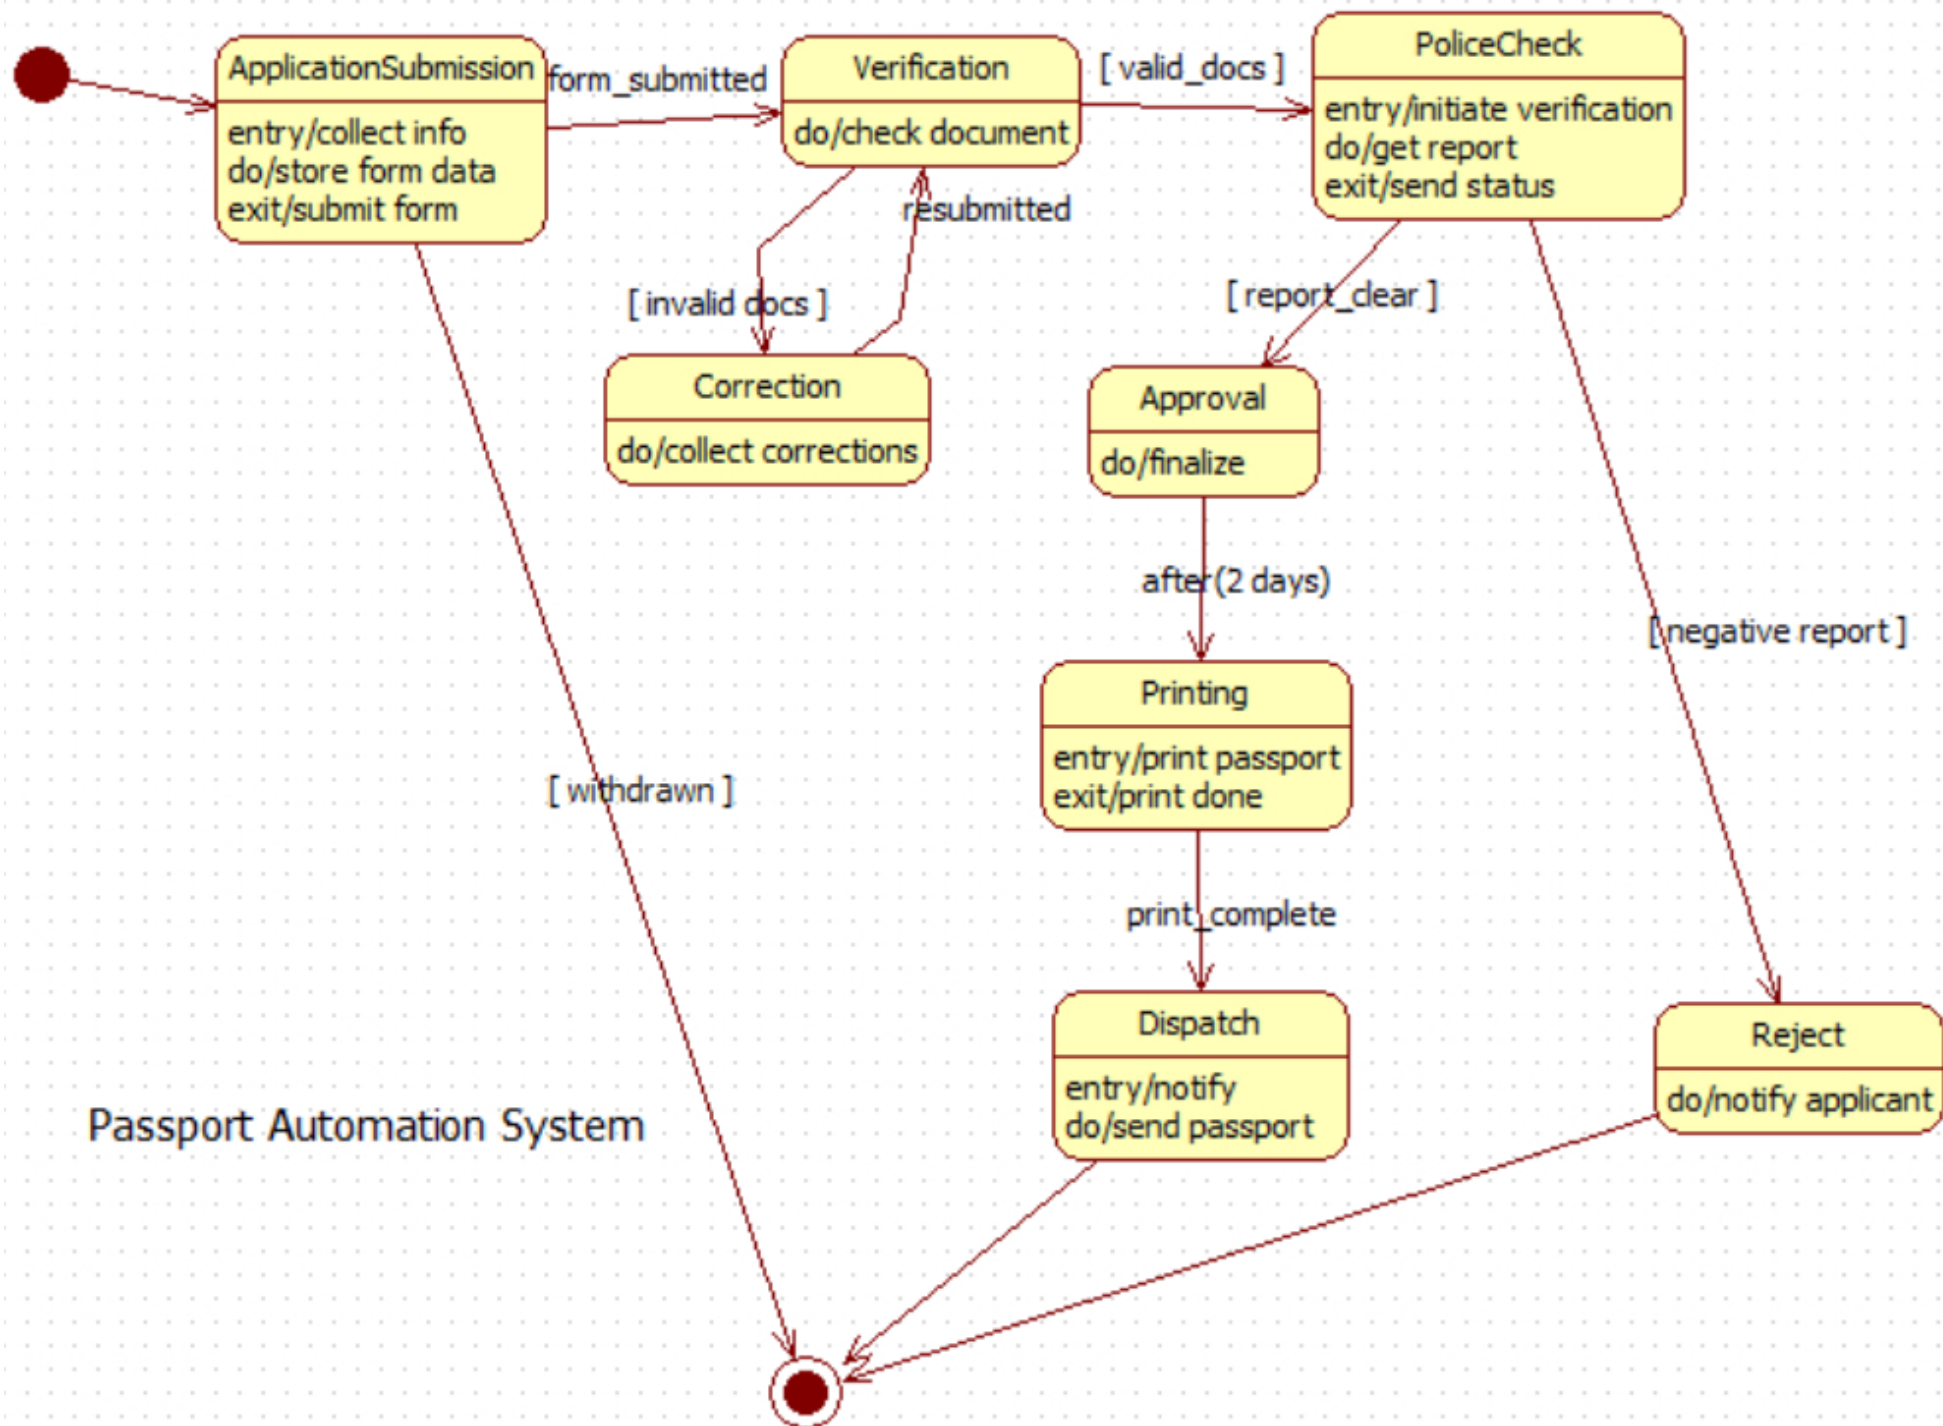 ApplicationSubmission
entry/collect info
do/store form data
exit/submit form
form_submitted
Verification
do/check document
[ valid_docs ]
PoliceCheck
entry/initiate verification
do/get report
exit/send status
resubmitted
[ invalid docs ]
Correction
do/collect corrections
[ report_clear ]
Approval
do/finalize
after(2 days)
[ negative report ]
Printing
entry/print passport
exit/print done
[ withdrawn ]
print_complete
Dispatch
entry/notify
do/send passport
Reject
do/notify applicant
Passport Automation System